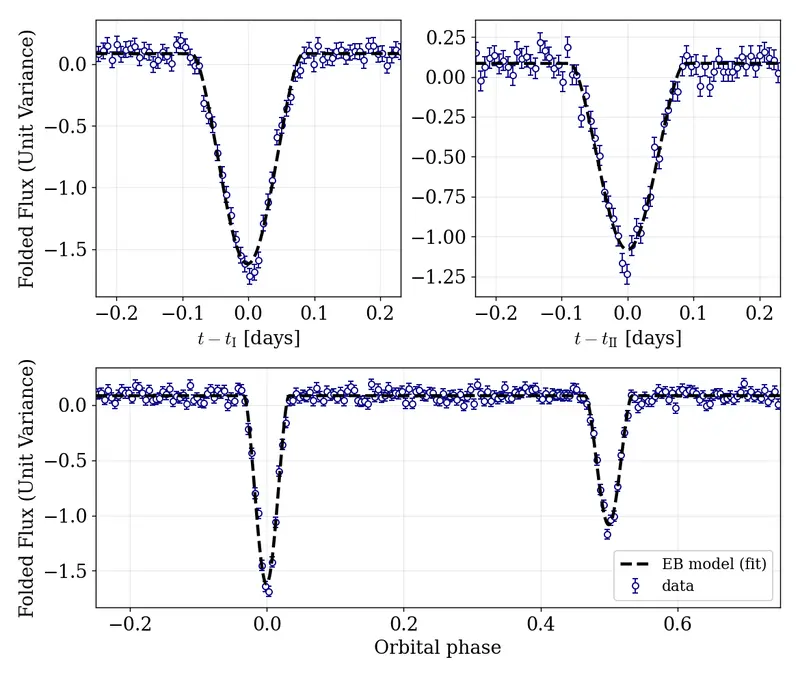 Folded Flux (Unit Variance)
0.0
−0.5
−1.0
−1.5
−0.2 −0.1 0.0 0.1 0.2
t − tI [days]
0.25
0.00
−0.25
−0.50
−0.75
−1.00
−1.25
−0.2 −0.1 0.0 0.1 0.2
t − tII [days]
Folded Flux (Unit Variance)
0.0
−0.5
−1.0
−1.5
EB model (fit)
data
−0.2 0.0 0.2 0.4 0.6
Orbital phase